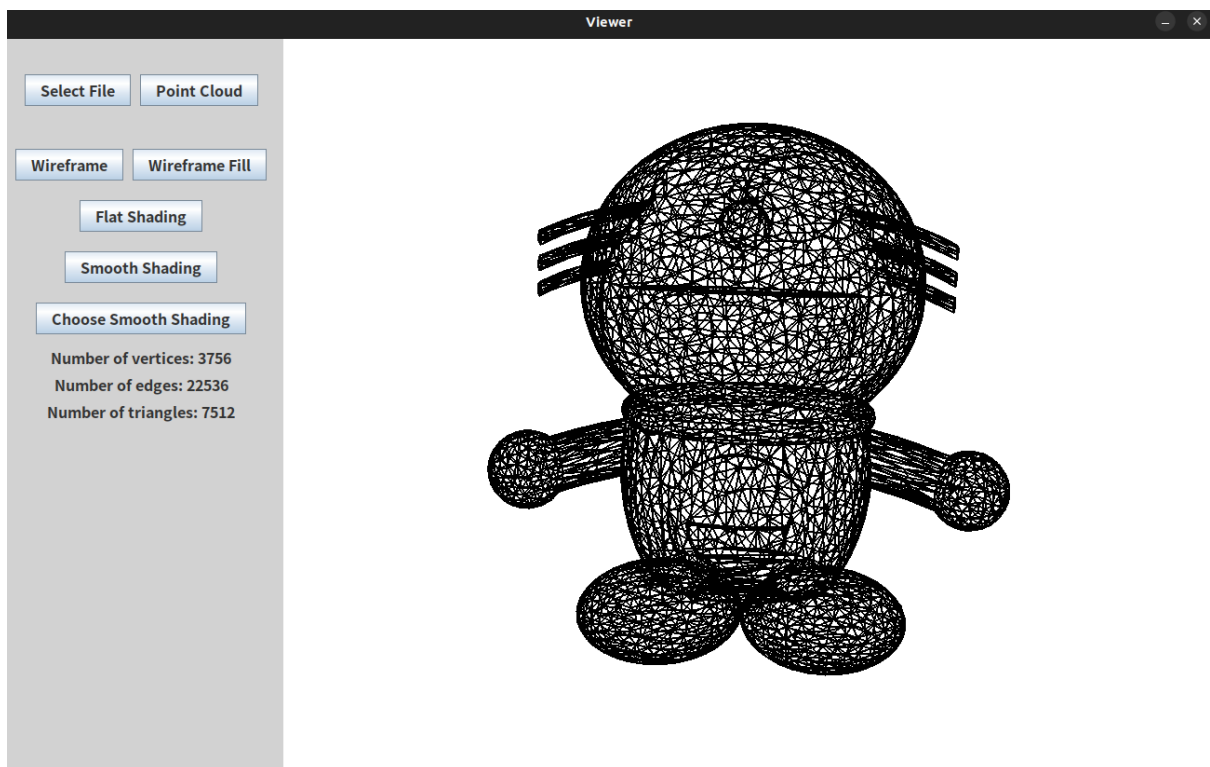 Viewer
Select File Point Cloud
Wireframe Wireframe Fill
Flat Shading
Smooth Shading
Choose Smooth Shading
Number of vertices: 3756
Number of edges: 22536
Number of triangles: 7512